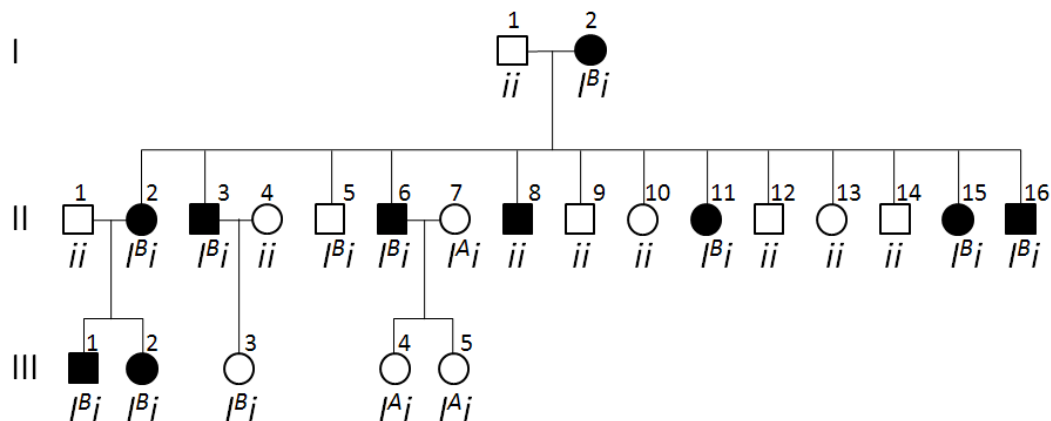 1 2
I
ii I^B i
1 2 3 4 5 6 7 8 9 10 11 12 13 14 15 16
II
ii I^B i I^B i ii I^B i I^B i I^A i ii ii ii I^B i ii ii ii I^B i I^B i
1 2 3 4 5
III
I^B i I^B i I^B i I^A i I^A i